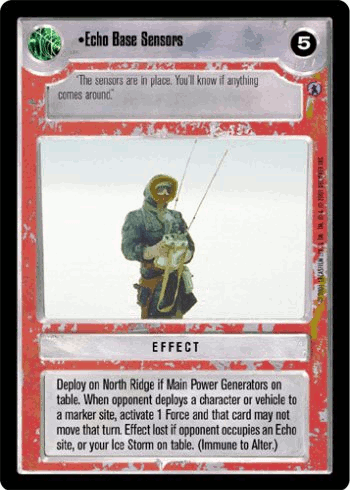 •Echo Base Sensors
5
"The sensors are in place. You'll know if anything
comes around."
EFFECT
Deploy on North Ridge if Main Power Generators on
table. When opponent deploys a character or vehicle to
a marker site, activate 1 Force and that card may not
move that turn. Effect lost if opponent occupies an Echo
site, or your Ice Storm on table. (Immune to Alter.)